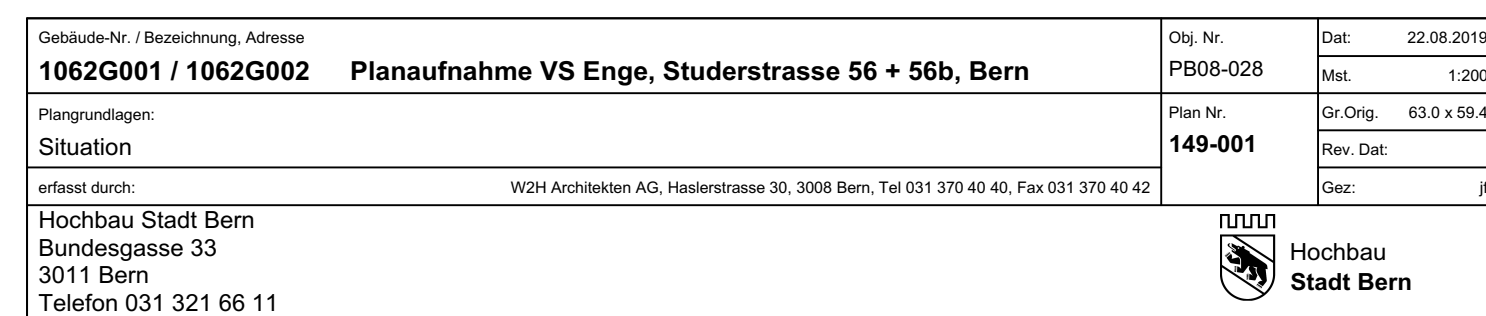 Gebäude-Nr. / Bezeichnung, Adresse
1062G001 / 1062G002 Planaufnahme VS Enge, Studerstrasse 56 + 56b, Bern
Obj. Nr.
PB08-028
Dat: 22.08.2019
Mst. 1:200
Plangrundlagen:
Situation
Plan Nr.
149-001
Gr.Orig. 63.0 x 59.4
Rev. Dat:
erfasst durch: W2H Architekten AG, Haslerstrasse 30, 3008 Bern, Tel 031 370 40 40, Fax 031 370 40 42
Gez: jf
Hochbau Stadt Bern
Bundesgasse 33
3011 Bern
Telefon 031 321 66 11
Hochbau
Stadt Bern